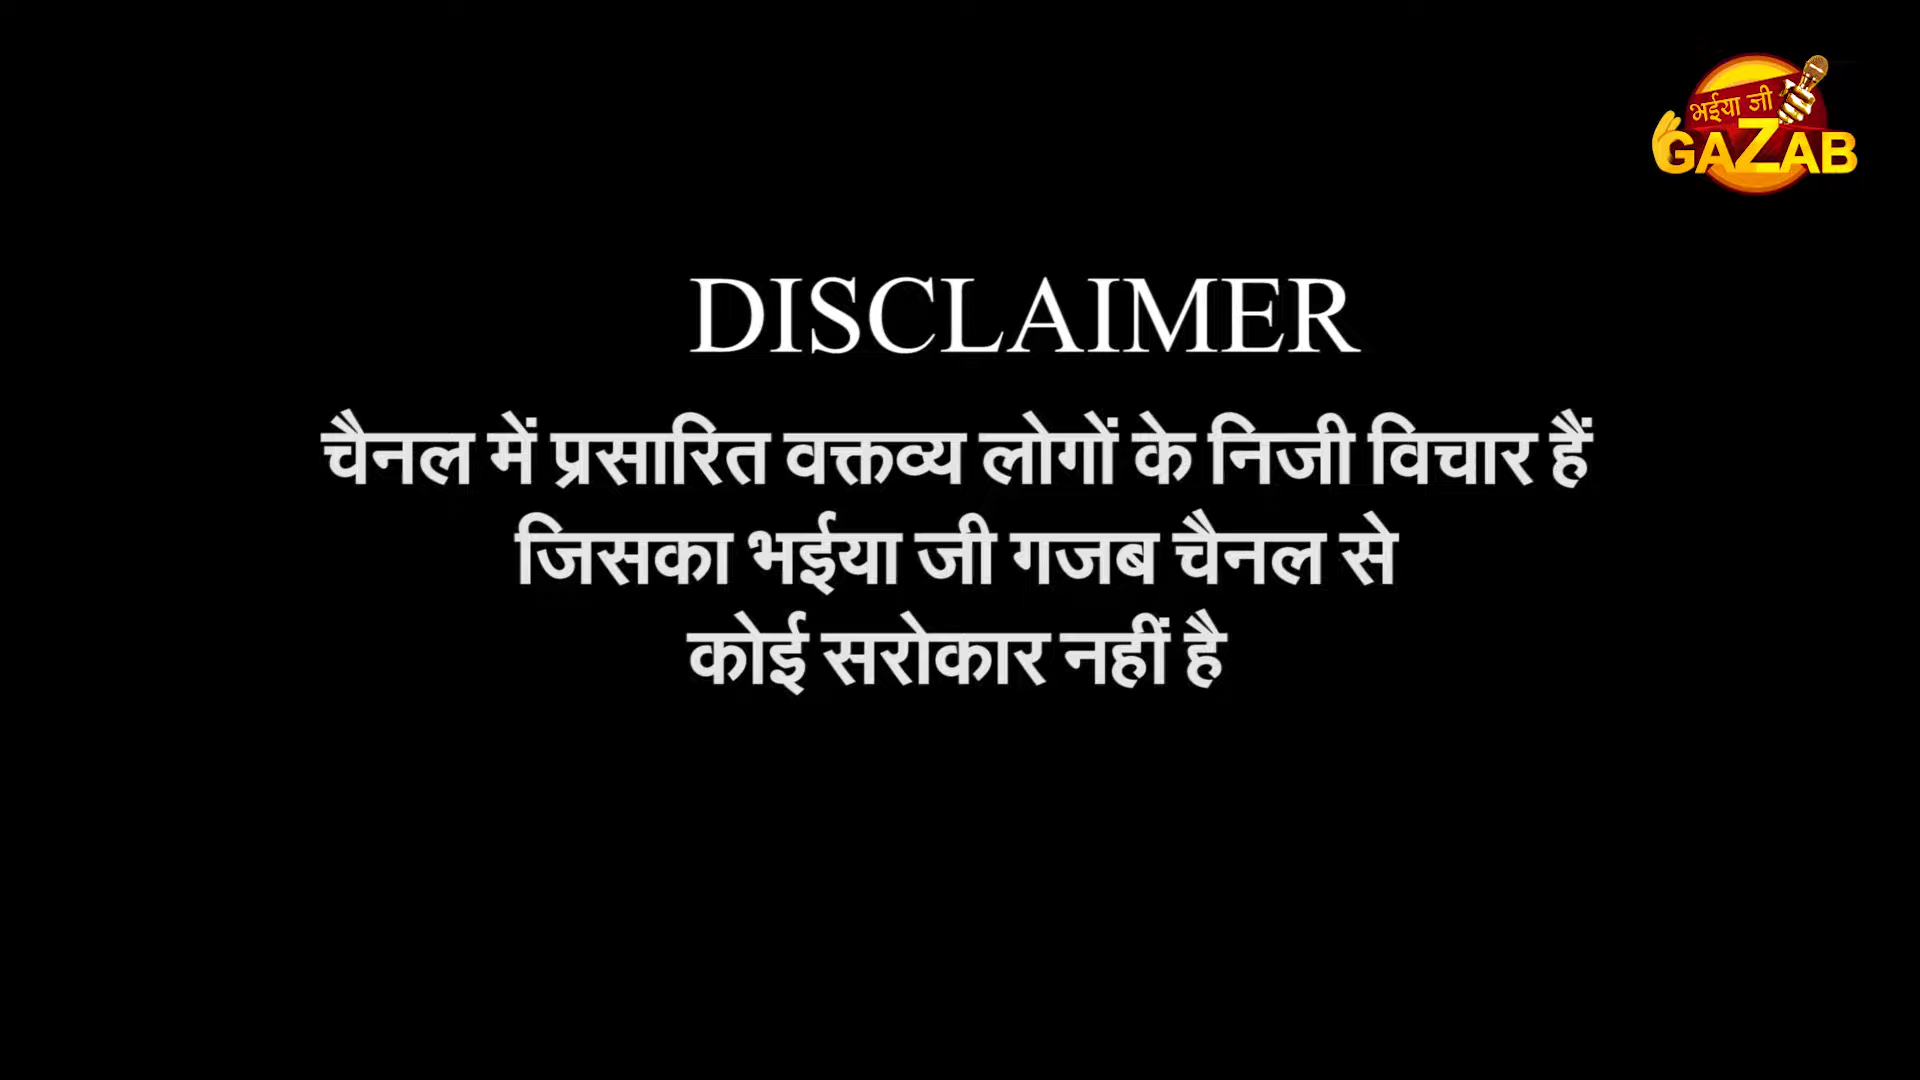 भईया जी
GAZAB
DISCLAIMER
चैनल में प्रसारित वक्तव्य लोगों के निजी विचार हैं
जिसका भईया जी गजब चैनल से
कोई सरोकार नहीं है